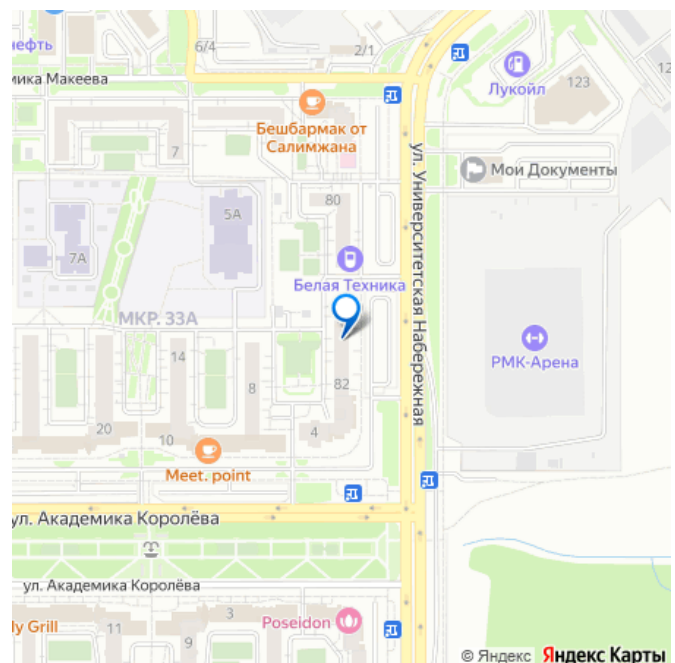 нефть
6/4
2/1
мика Макеева
Лукойл
123
12
Бешбармак от
Салимжана
7
ул. Университетская Набережная
Мои Документы
80
5А
7А
Белая Техника
МКР. 33А
РМК-Арена
14
8
82
20
10
4
Meet. point
ул. Академика Королёва
ул. Академика Королёва
ly Grill
11
9
3
Poseidon
© Яндекс Яндекс Карты